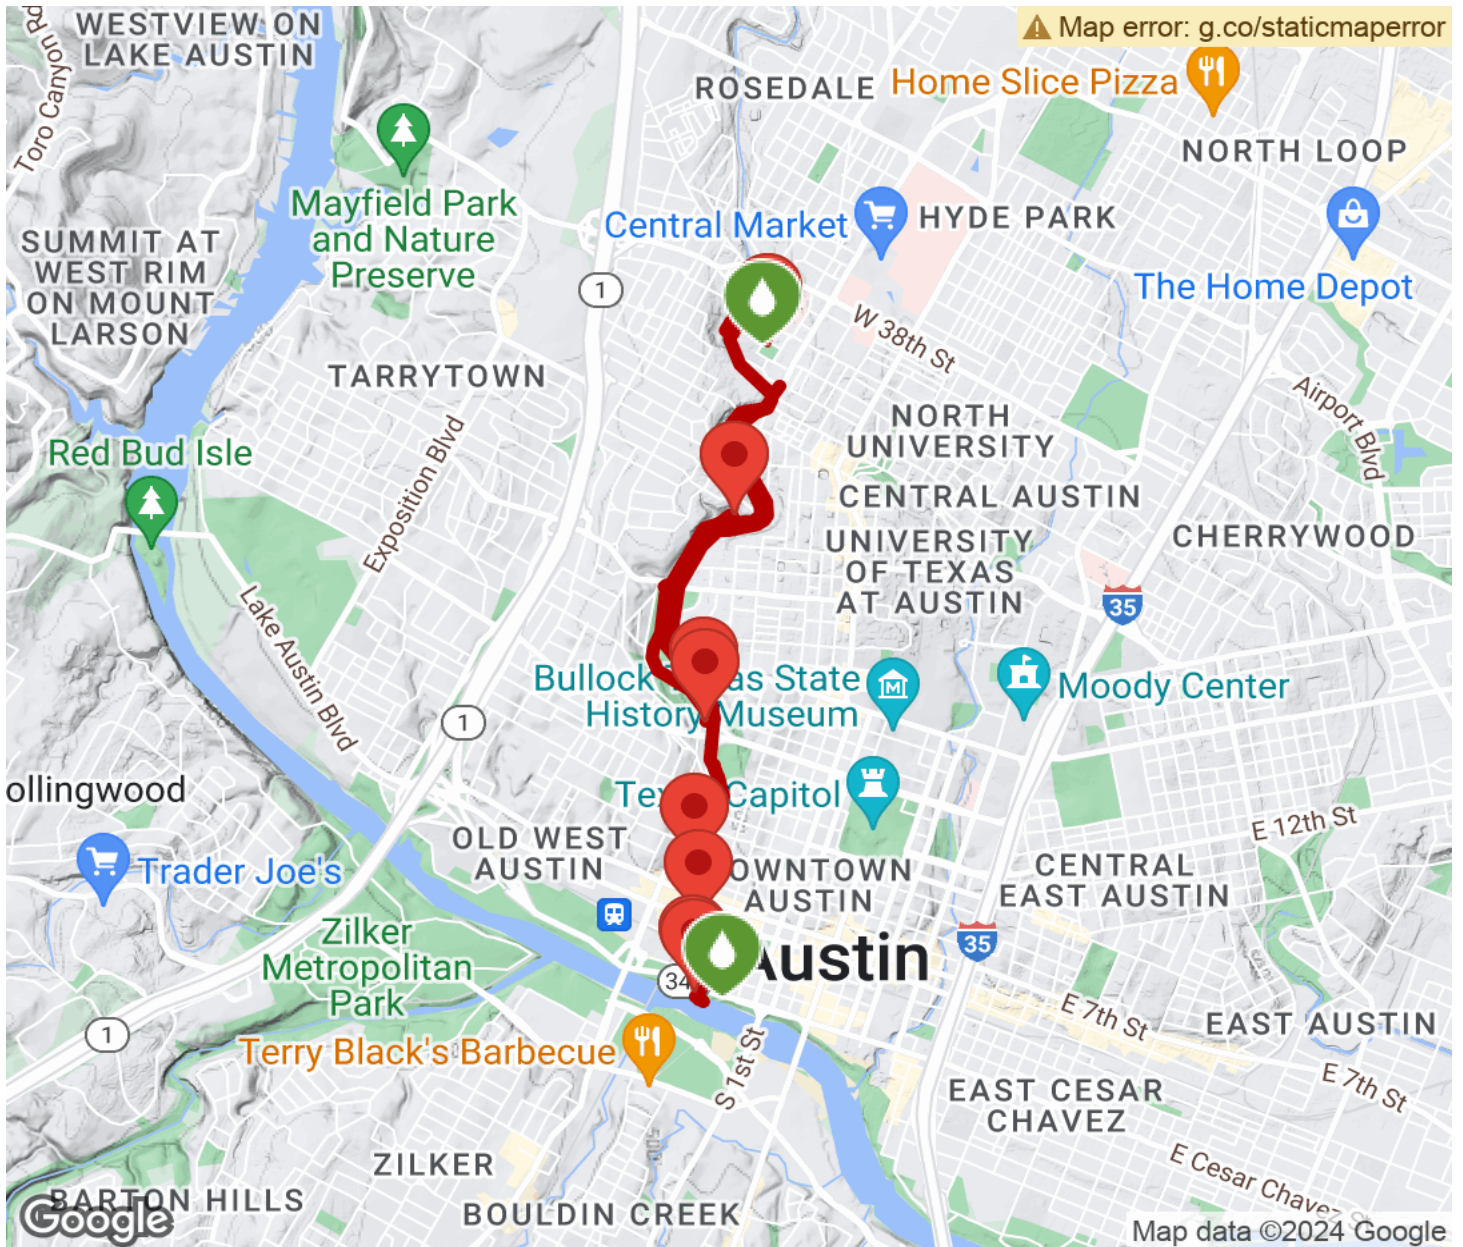 WESTVIEW ON
LAKE AUSTIN
Toro Canyon Rd
Map error: g.co/staticmaperror
ROSEDALE
Home Slice Pizza
NORTH LOOP
Mayfield Park
and Nature
Preserve
Central Market
HYDE PARK
SUMMIT AT
WEST RIM
ON MOUNT
LARSON
1
The Home Depot
W 38th St
TARRYTOWN
Airport Blvd
NORTH
UNIVERSITY
Red Bud Isle
Exposition Blvd
CENTRAL AUSTIN
CHERRYWOOD
UNIVERSITY
OF TEXAS
AT AUSTIN
35
Lake Austin Blvd
Bullock Texas State
History Museum
Moody Center
1
ollingwood
Capitol
E 12th St
OLD WEST
AUSTIN
OWNTOWN
AUSTIN
CENTRAL
EAST AUSTIN
Trader Joe's
Zilker
Metropolitan
Park
Austin
35
34
1
E 7th St
EAST AUSTIN
Terry Black's Barbecue
S 1st St
E 7th St
EAST CESAR
CHAVEZ
ZILKER
E Cesar Chavez St
BARTON HILLS
BOULDIN CREEK
Google
Map data ©2024 Google